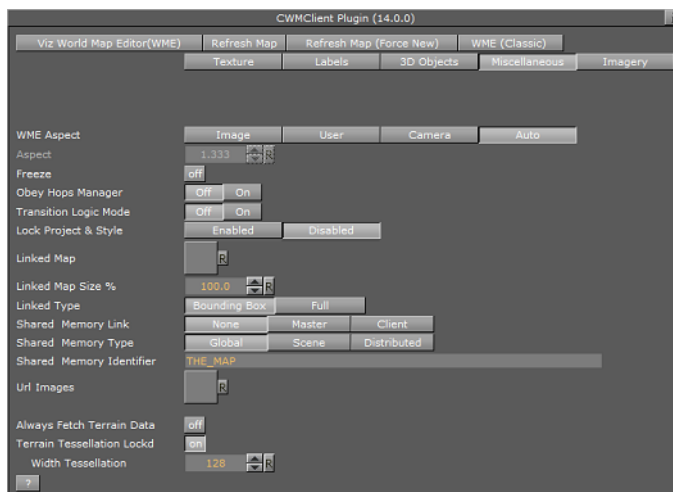 CWMClient Plugin (14.0.0)
Viz World Map Editor(WME) Refresh Map Refresh Map (Force New) WME (Classic)
Texture Labels 3D Objects Miscellaneous Imagery
WME Aspect Image User Camera Auto
Aspect 1.333 R
Freeze off
Obey Hops Manager Off On
Transition Logic Mode Off On
Lock Project & Style Enabled Disabled
Linked Map R
Linked Map Size % 100.0 R
Linked Type Bounding Box Full
Shared Memory Link None Master Client
Shared Memory Type Global Scene Distributed
Shared Memory Identifier THE_MAP
Url Images R
Always Fetch Terrain Data off
Terrain Tessellation Lockd on
Width Tessellation 128 R
?